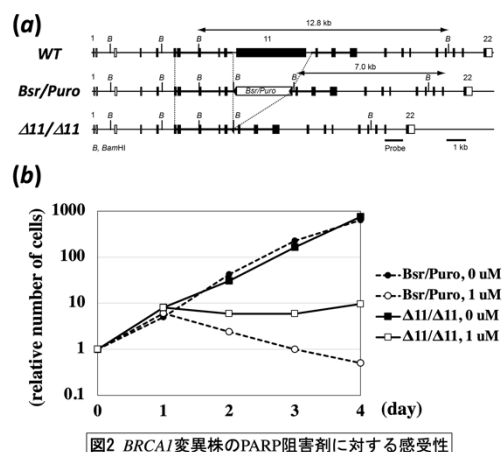 (a)
12.8 kb
1 B B B B 11 B 22
WT
7.0 kb
1 B B B B B B 22
Bsr/Puro Bsr/Puro
1 B B B B B 22
Δ11/Δ11
B, BamHI
Probe 1 kb
(b)
1000
100
10
1
0.1
(relative number of cells)
0 1 2 3 4 (day)
Bsr/Puro, 0 uM
Bsr/Puro, 1 uM
Δ11/Δ11, 0 uM
Δ11/Δ11, 1 uM
図2 BRCA1変異株のPARP阻害剤に対する感受性